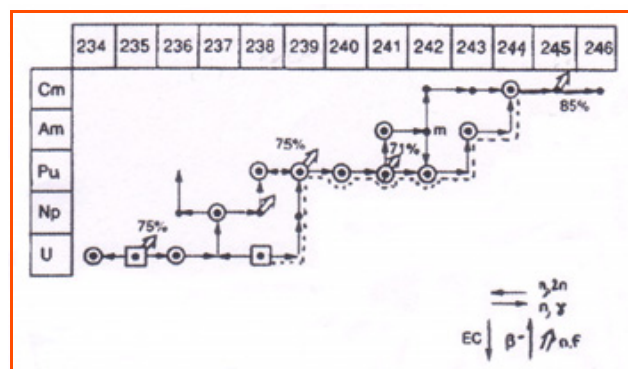 234 235 236 237 238 239 240 241 242 243 244 245 246
Cm 85%
Am m
Pu 75% 71%
Np
U 75%
n,2n
n,γ
EC β- n.f